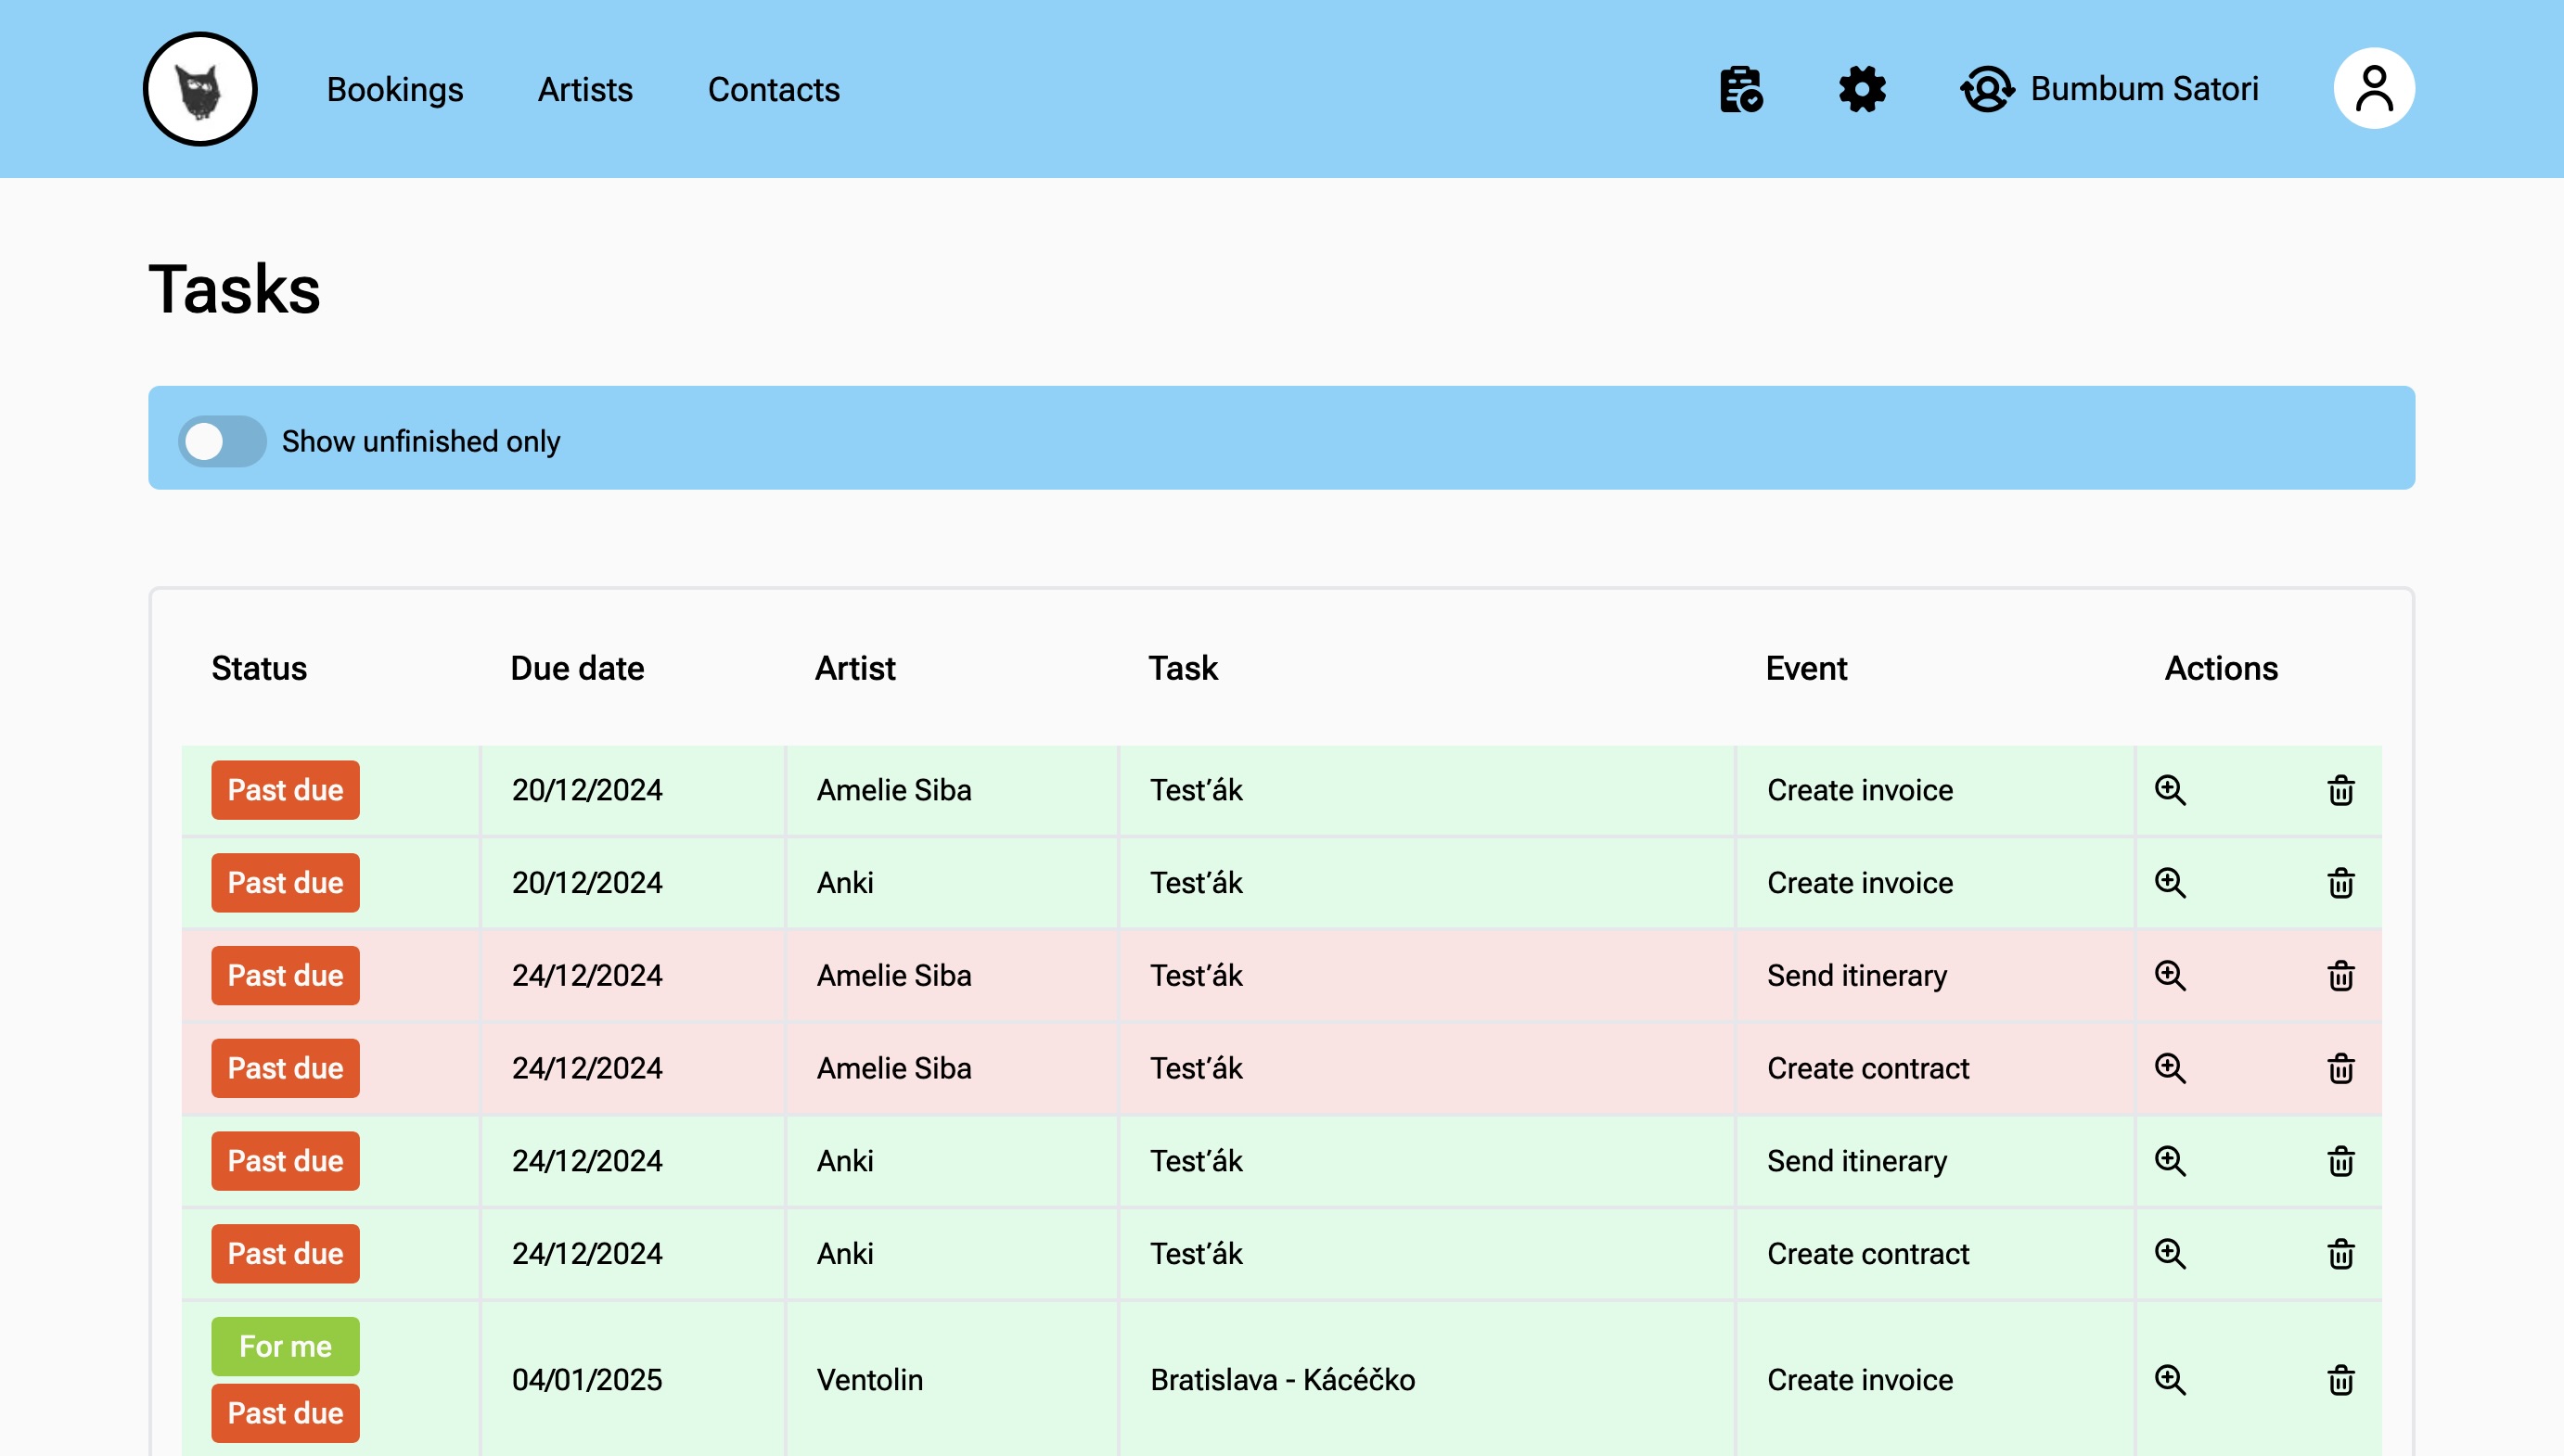 Bookings Artists Contacts Bumbum Satori
Tasks
Show unfinished only
Status Due date Artist Task Event Actions
Past due 20/12/2024 Amelie Siba Test’ák Create invoice
Past due 20/12/2024 Anki Test’ák Create invoice
Past due 24/12/2024 Amelie Siba Test’ák Send itinerary
Past due 24/12/2024 Amelie Siba Test’ák Create contract
Past due 24/12/2024 Anki Test’ák Send itinerary
Past due 24/12/2024 Anki Test’ák Create contract
For me
Past due 04/01/2025 Ventolin Bratislava - Kácéčko Create invoice